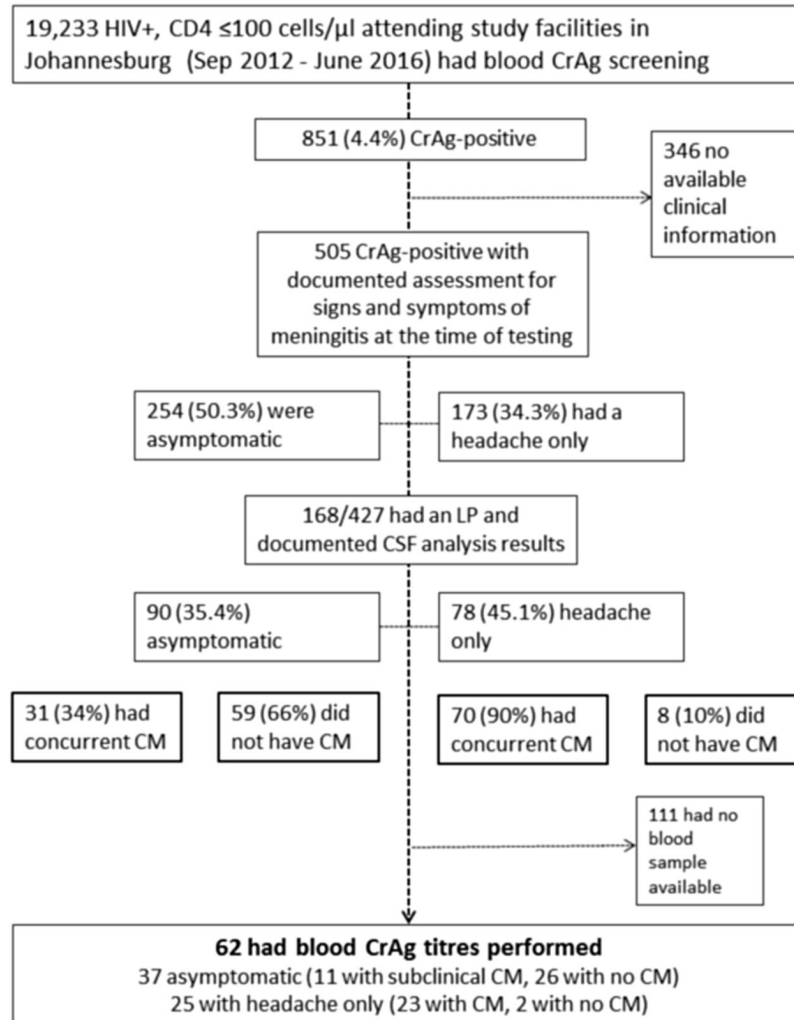 19,233 HIV+, CD4 ≤100 cells/µl attending study facilities in
Johannesburg (Sep 2012 - June 2016) had blood CrAg screening
851 (4.4%) CrAg-positive
346 no
available
clinical
information
505 CrAg-positive with
documented assessment for
signs and symptoms of
meningitis at the time of testing
254 (50.3%) were
asymptomatic
173 (34.3%) had a
headache only
168/427 had an LP and
documented CSF analysis results
90 (35.4%)
asymptomatic
78 (45.1%) headache
only
31 (34%) had
concurrent CM
59 (66%) did
not have CM
70 (90%) had
concurrent CM
8 (10%) did
not have CM
111 had no
blood
sample
available
62 had blood CrAg titres performed
37 asymptomatic (11 with subclinical CM, 26 with no CM)
25 with headache only (23 with CM, 2 with no CM)